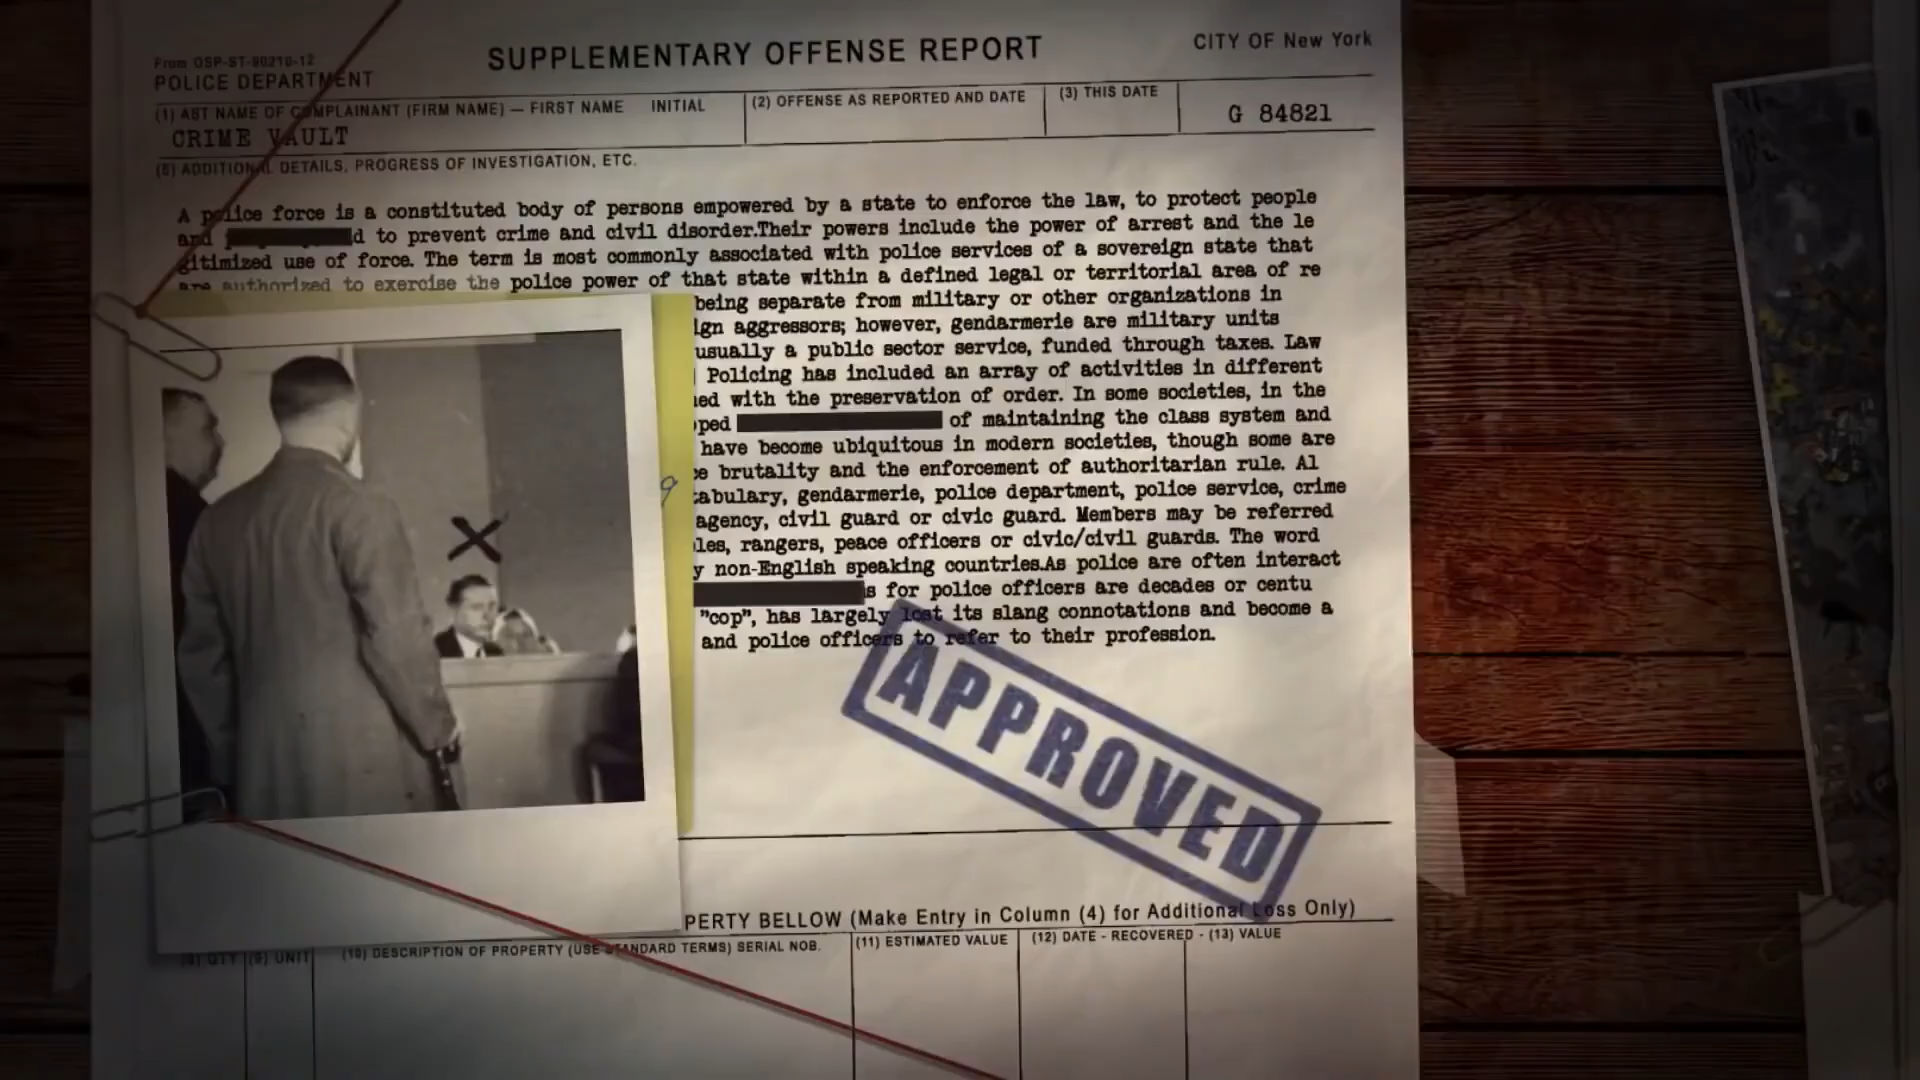 From OSP-ST-90210-12
POLICE DEPARTMENT
SUPPLEMENTARY OFFENSE REPORT
CITY OF New York
(1) AST NAME OF COMPLAINANT (FIRM NAME) — FIRST NAME INITIAL
(2) OFFENSE AS REPORTED AND DATE
(3) THIS DATE
G 84821
CRIME VAULT
(5) ADDITIONAL DETAILS, PROGRESS OF INVESTIGATION, ETC.
A police force is a constituted body of persons empowered by a state to enforce the law, to protect people
and d to prevent crime and civil disorder.Their powers include the power of arrest and the le
gitimized use of force. The term is most commonly associated with police services of a sovereign state that
are authorized to exercise the police power of that state within a defined legal or territorial area of re
being separate from military or other organizations in
ign aggressors; however, gendarmerie are military units
usually a public sector service, funded through taxes. Law
Policing has included an array of activities in different
ed with the preservation of order. In some societies, in the
ped of maintaining the class system and
have become ubiquitous in modern societies, though some are
e brutality and the enforcement of authoritarian rule. Al
tabulary, gendarmerie, police department, police service, crime
agency, civil guard or civic guard. Members may be referred
les, rangers, peace officers or civic/civil guards. The word
y non-English speaking countries.As police are often interact
s for police officers are decades or centu
"cop", has largely lost its slang connotations and become a
and police officers to refer to their profession.
APPROVED
PERTY BELLOW (Make Entry in Column (4) for Additional Loss Only)
QTY (9) UNIT
(10) DESCRIPTION OF PROPERTY (USE STANDARD TERMS) SERIAL NOB.
(11) ESTIMATED VALUE
(12) DATE - RECOVERED - (13) VALUE